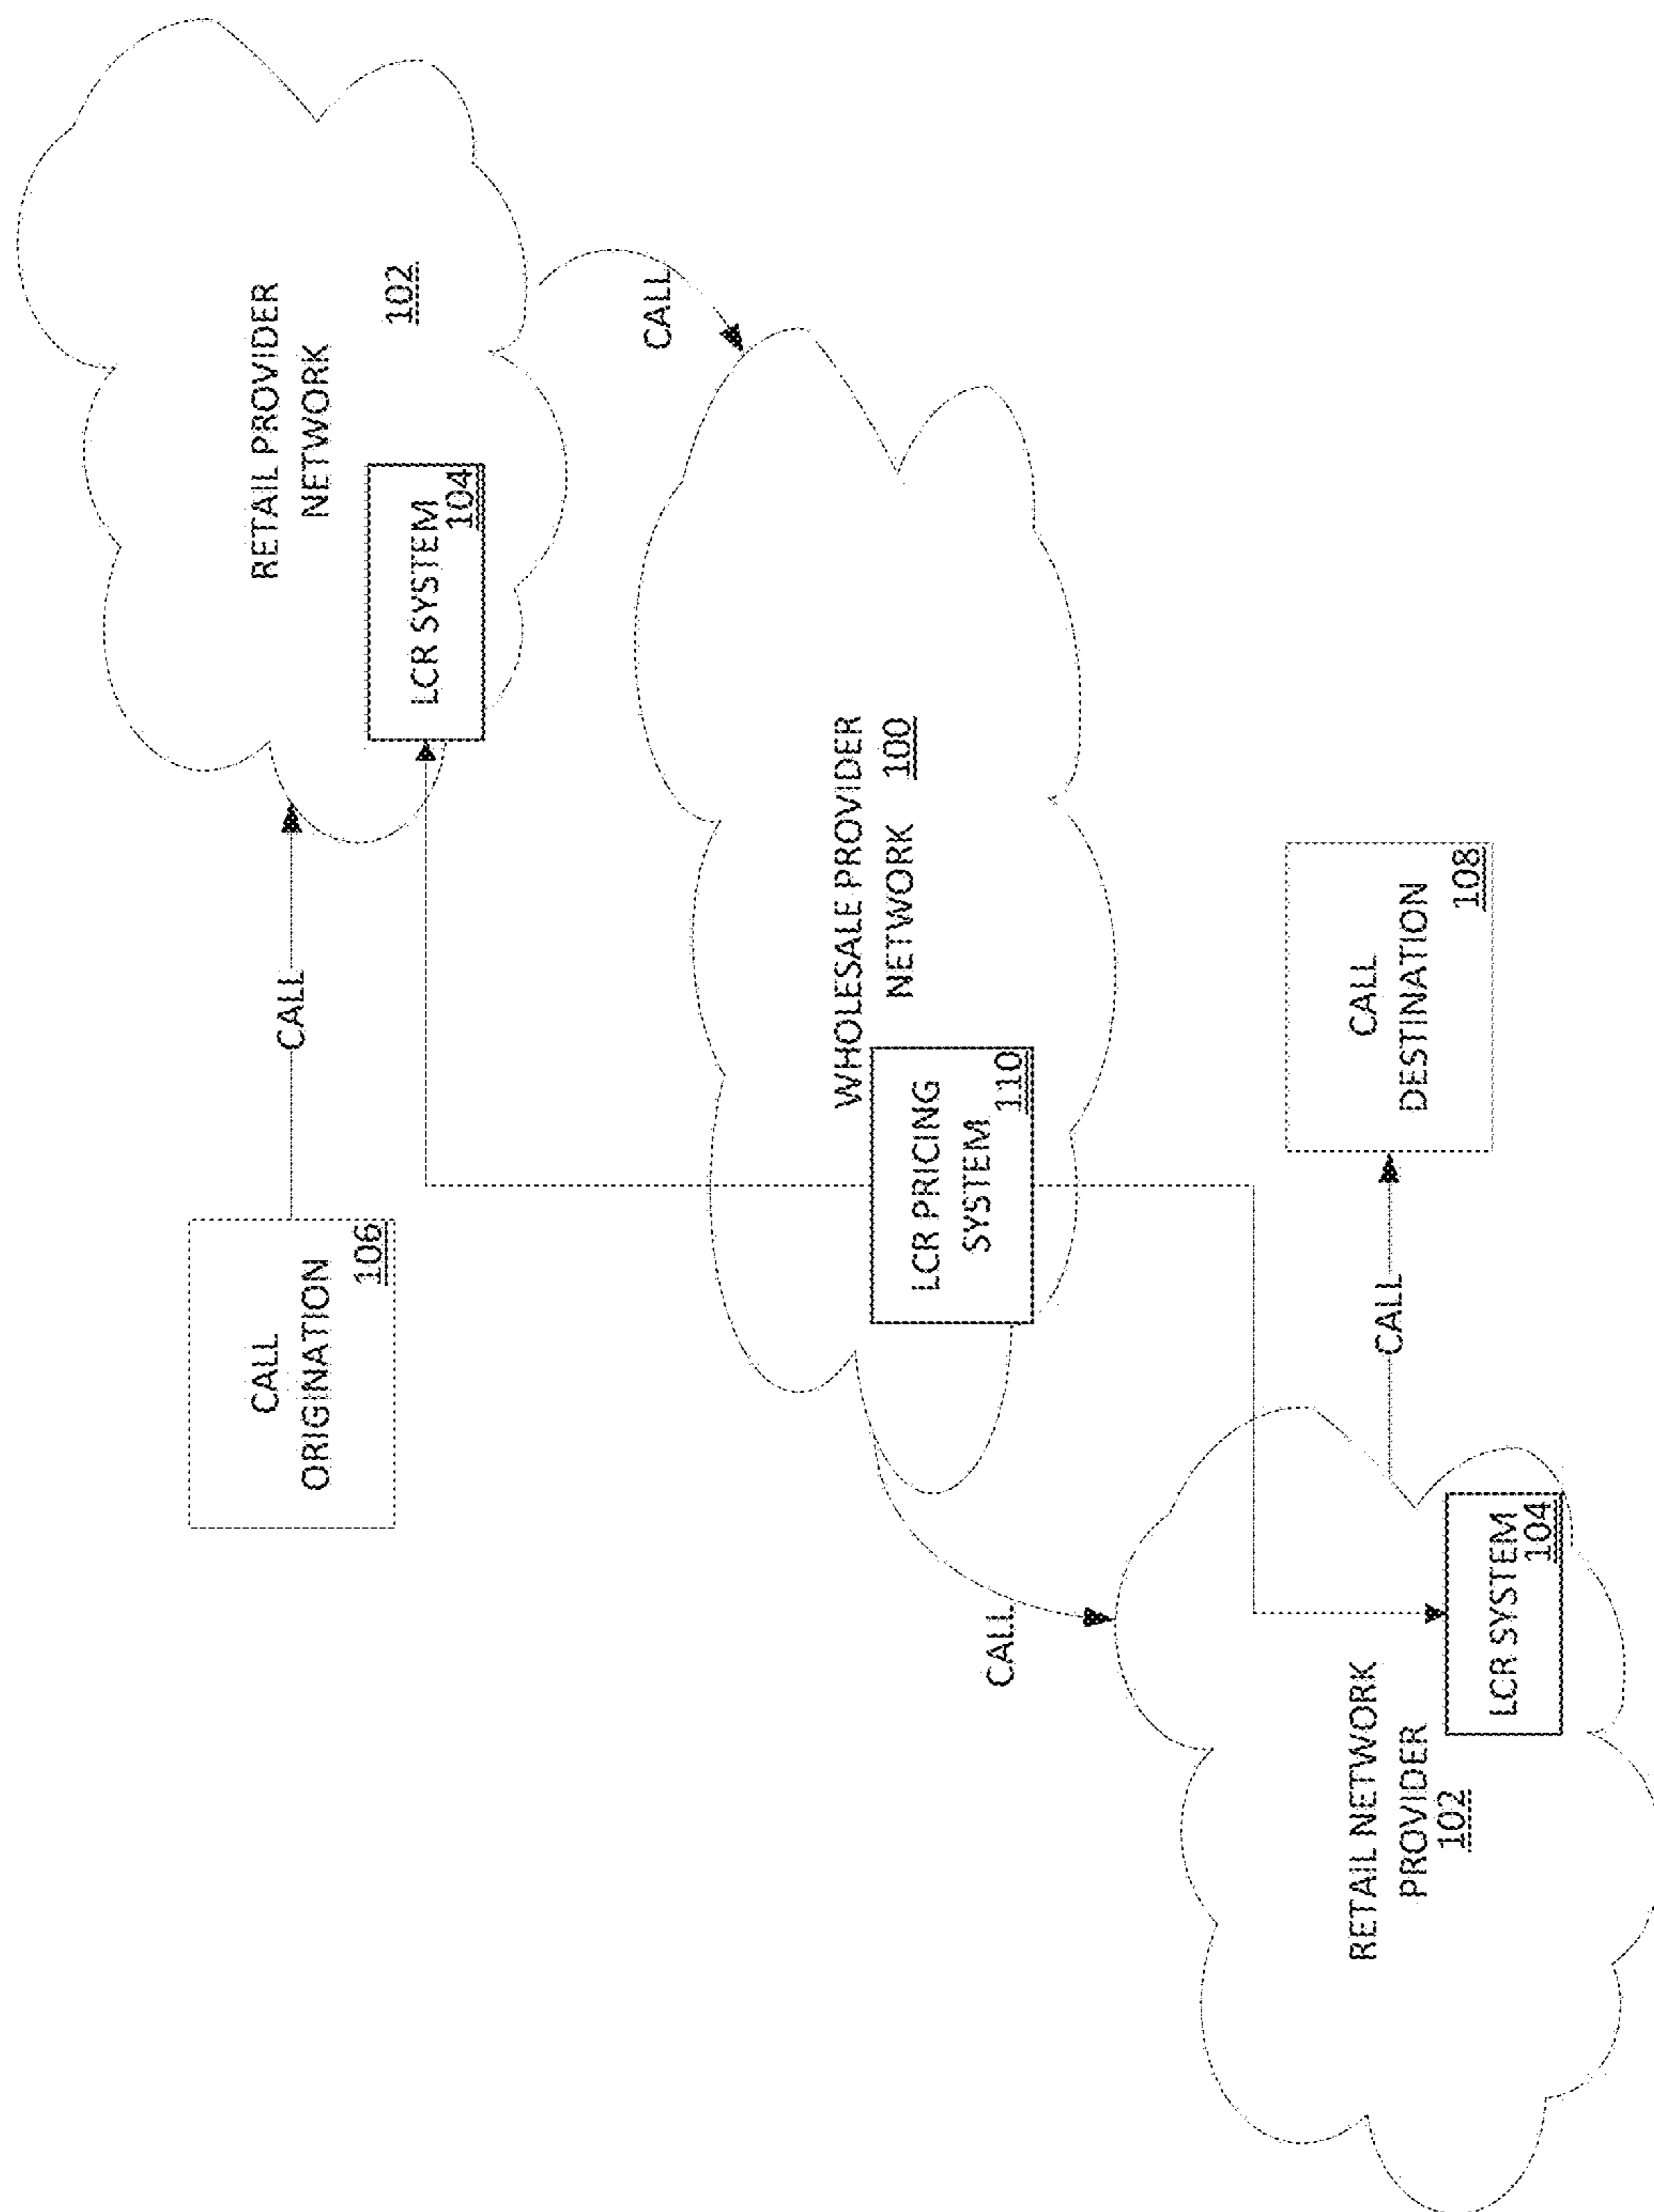 CALL
ORIGINATION
106
CALL
RETAIL PROVIDER
NETWORK
102
LCR SYSTEM
104
CALL
WHOLESALE PROVIDER
NETWORK 100
LCR PRICING
SYSTEM
110
CALL
RETAIL NETWORK
PROVIDER
102
LCR SYSTEM
104
CALL
CALL
DESTINATION
108